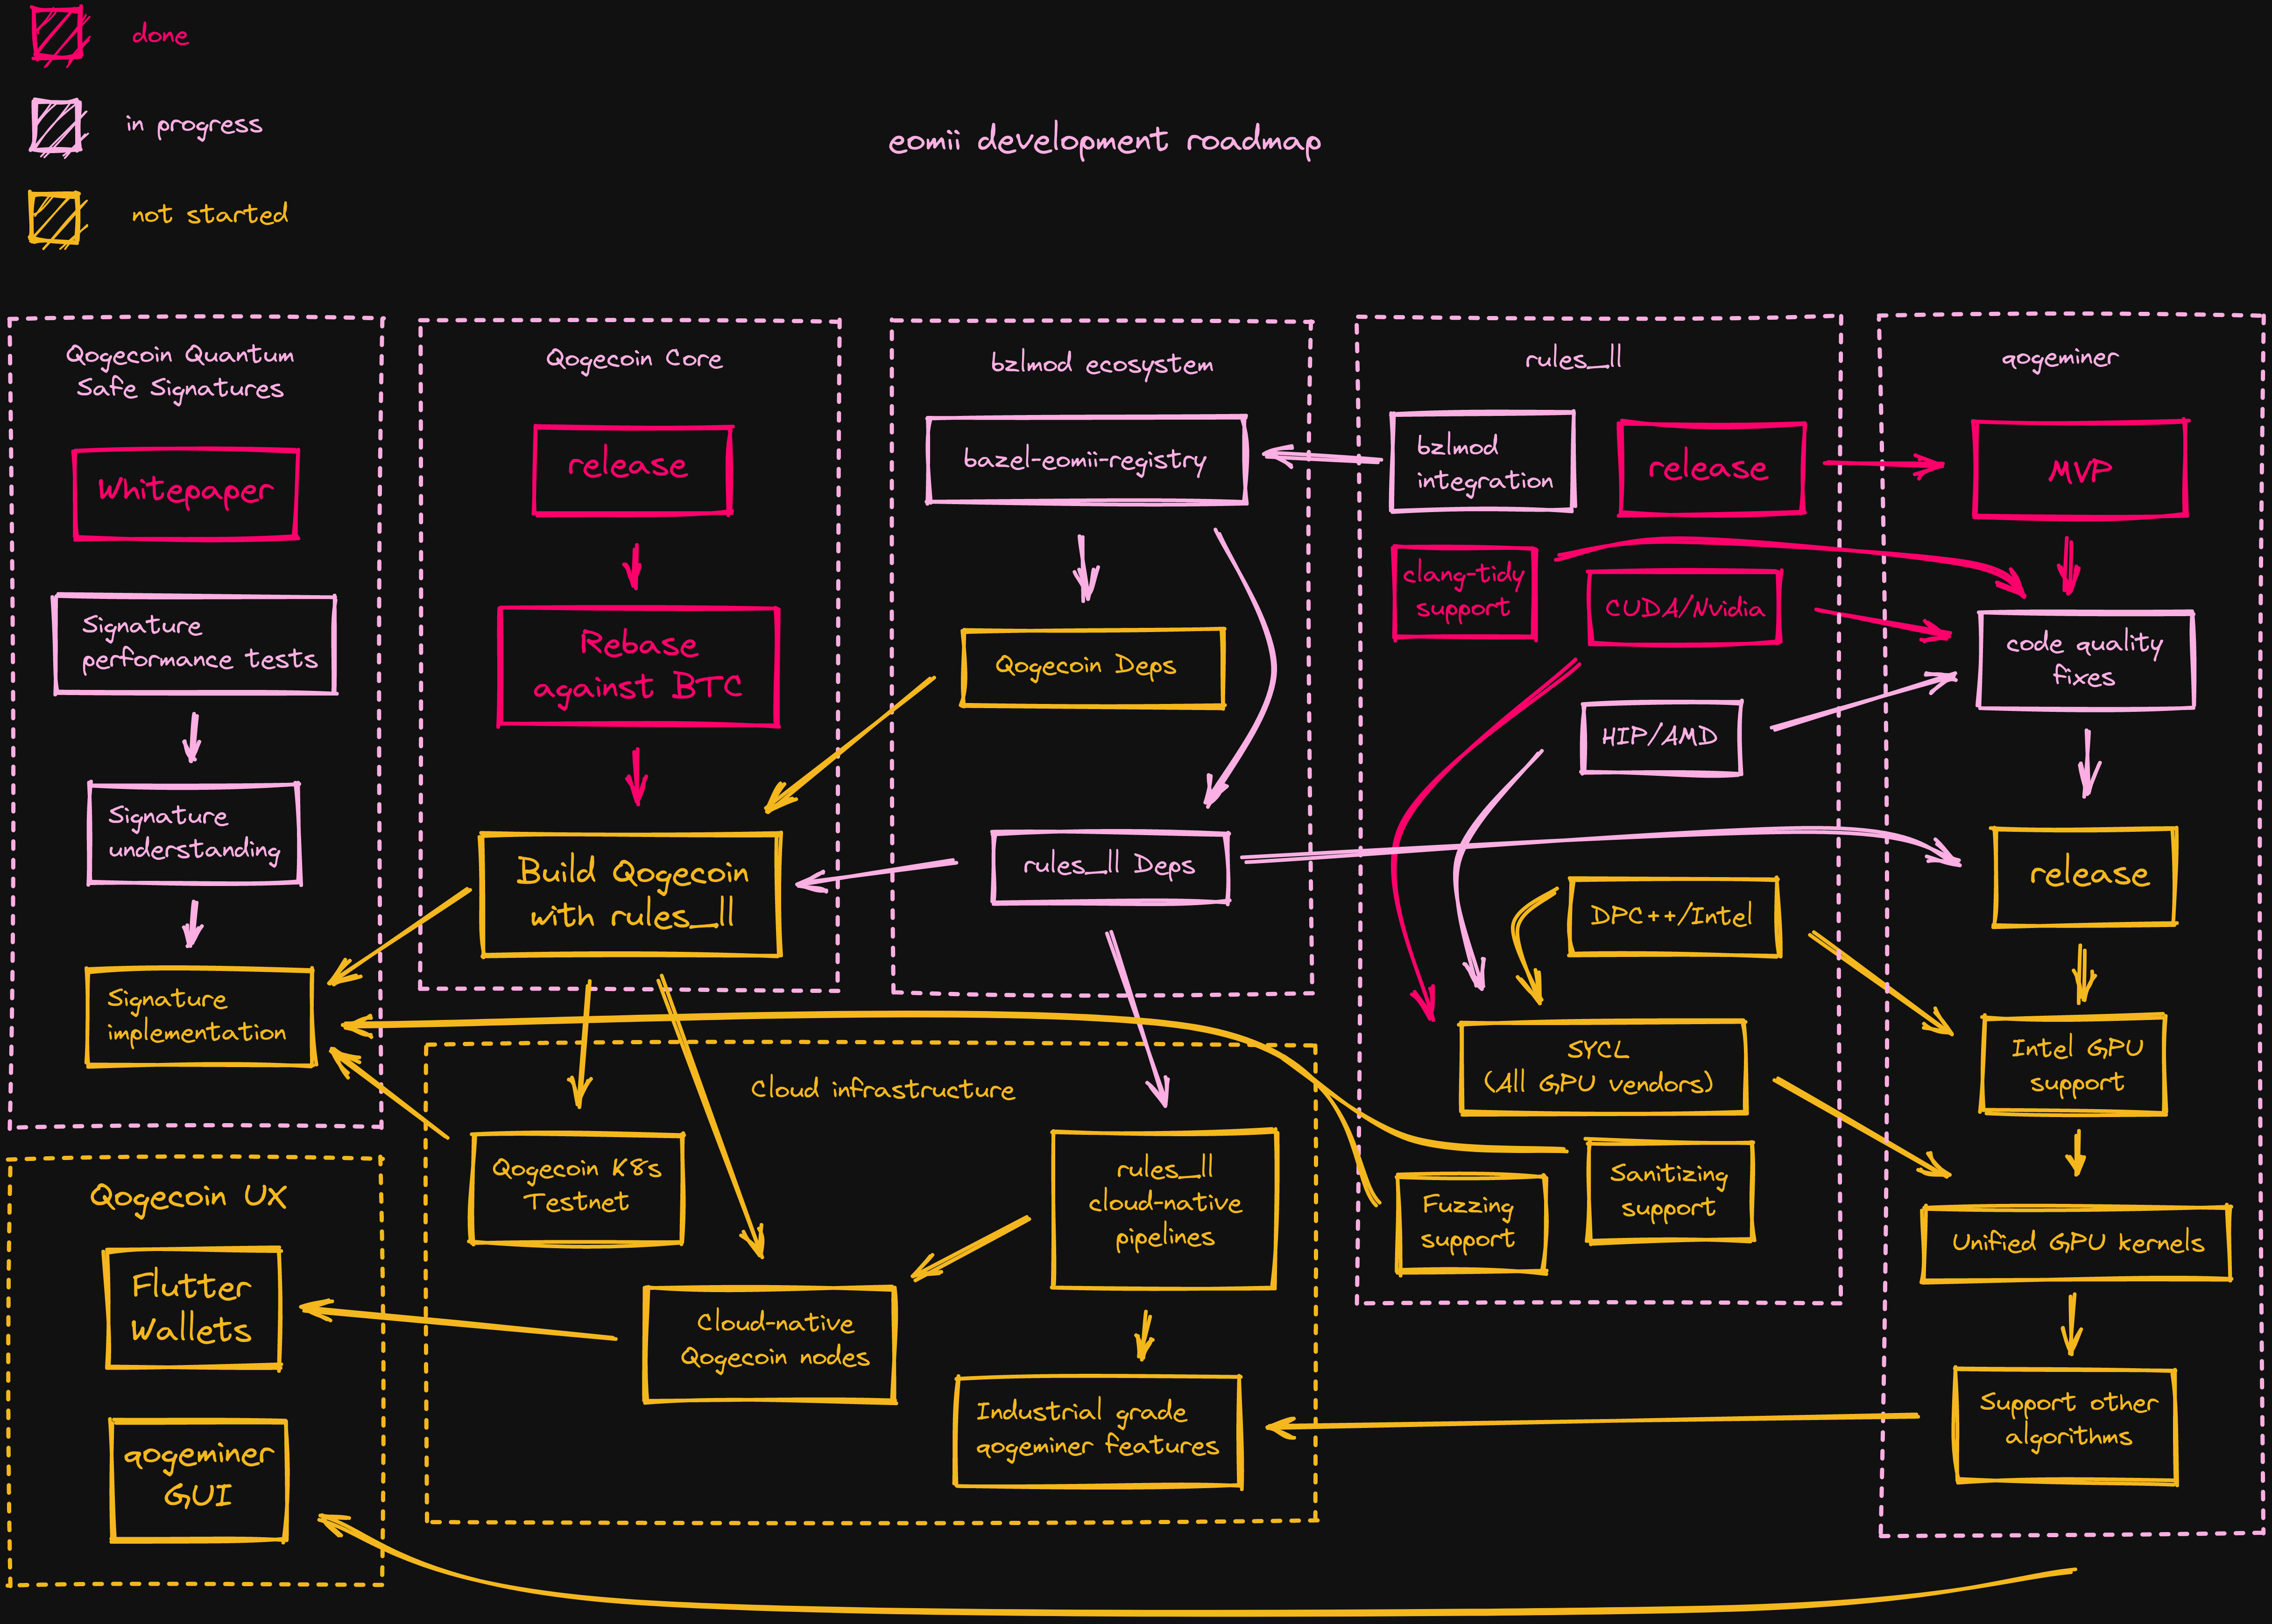 done
in progress
not started
eomii development roadmap
Qogecoin Quantum
Safe Signatures
Whitepaper
Signature
performance tests
Signature
understanding
Signature
implementation
Qogecoin Core
release
Rebase
against BTC
Build Qogecoin
with rules_ll
bzlmod ecosystem
bazel-eomii-registry
Qogecoin Deps
rules_ll Deps
rules_ll
bzlmod
integration
release
clang-tidy
support
CUDA/Nvidia
HIP/AMD
DPC++/Intel
SYCL
(All GPU vendors)
Sanitizing
support
Fuzzing
support
qogeminer
MVP
code quality
fixes
release
Intel GPU
support
Unified GPU kernels
Support other
algorithms
Cloud infrastructure
Qogecoin K8s
Testnet
rules_ll
cloud-native
pipelines
Cloud-native
Qogecoin nodes
Industrial grade
qogeminer features
Qogecoin UX
Flutter
Wallets
qogeminer
GUI